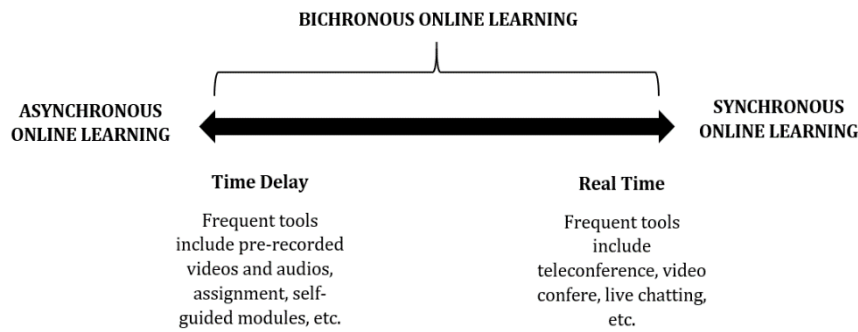 BICHRONOUS ONLINE LEARNING
ASYNCHRONOUS
ONLINE LEARNING
SYNCHRONOUS
ONLINE LEARNING
Time Delay
Frequent tools
include pre-recorded
videos and audios,
assignment, self-
guided modules, etc.
Real Time
Frequent tools
include
teleconference, video
confere, live chatting,
etc.